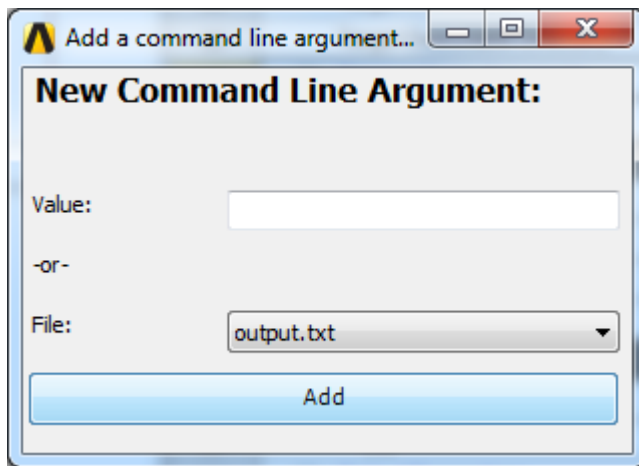 Add a command line argument...
New Command Line Argument:
Value:
-or-
File: output.txt
Add